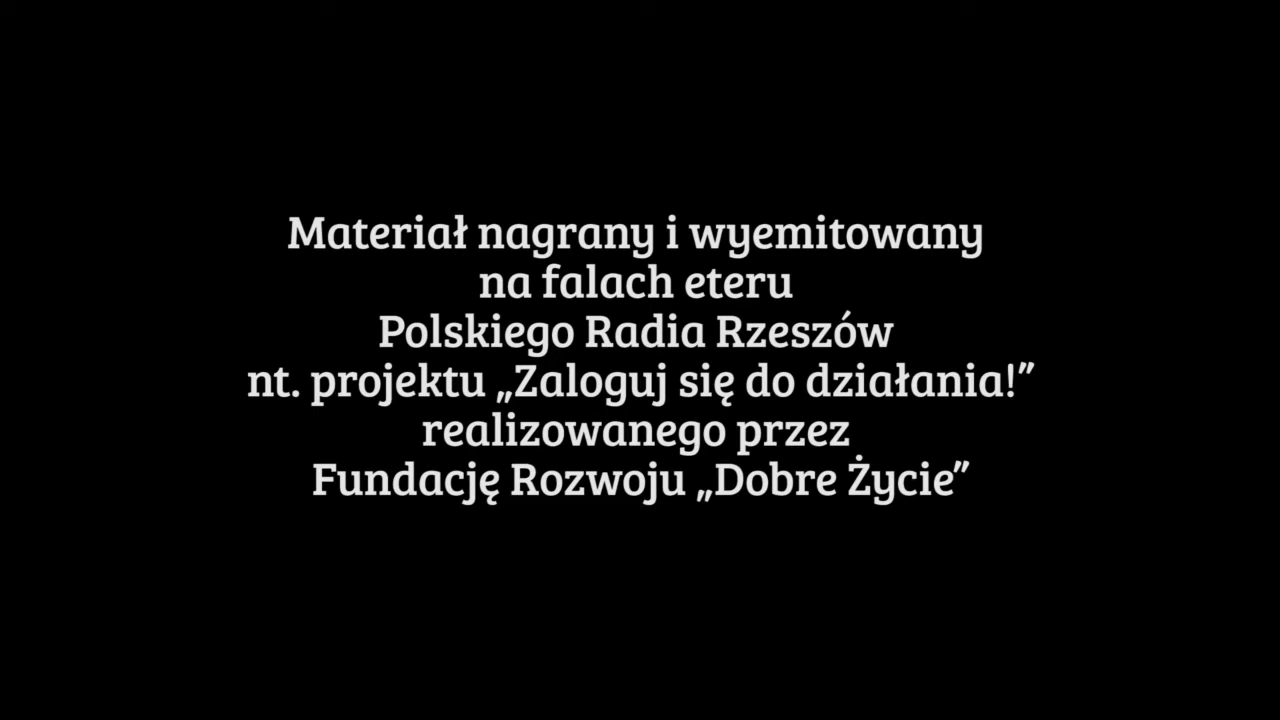 Materiał nagrany i wyemitowany
na falach eteru
Polskiego Radia Rzeszów
nt. projektu „Zaloguj się do działania!”
realizowanego przez
Fundację Rozwoju „Dobre Życie”